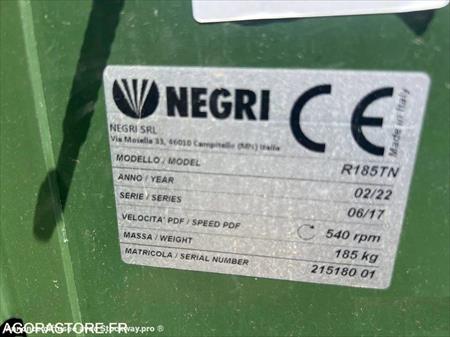 NEGRI
CE
NEGRI SRL
Via Mosella 33, 46010 Campitello (MN) Italia
Made in Italy
MODELLO / MODEL R185TN
ANNO / YEAR 02/22
SERIE / SERIES 06/17
VELOCITA' PDF / SPEED PDF 540 rpm
MASSA / WEIGHT 185 kg
MATRICOLA / SERIAL NUMBER 215180 01
AGORASTORE.FR
Stockway.pro ®